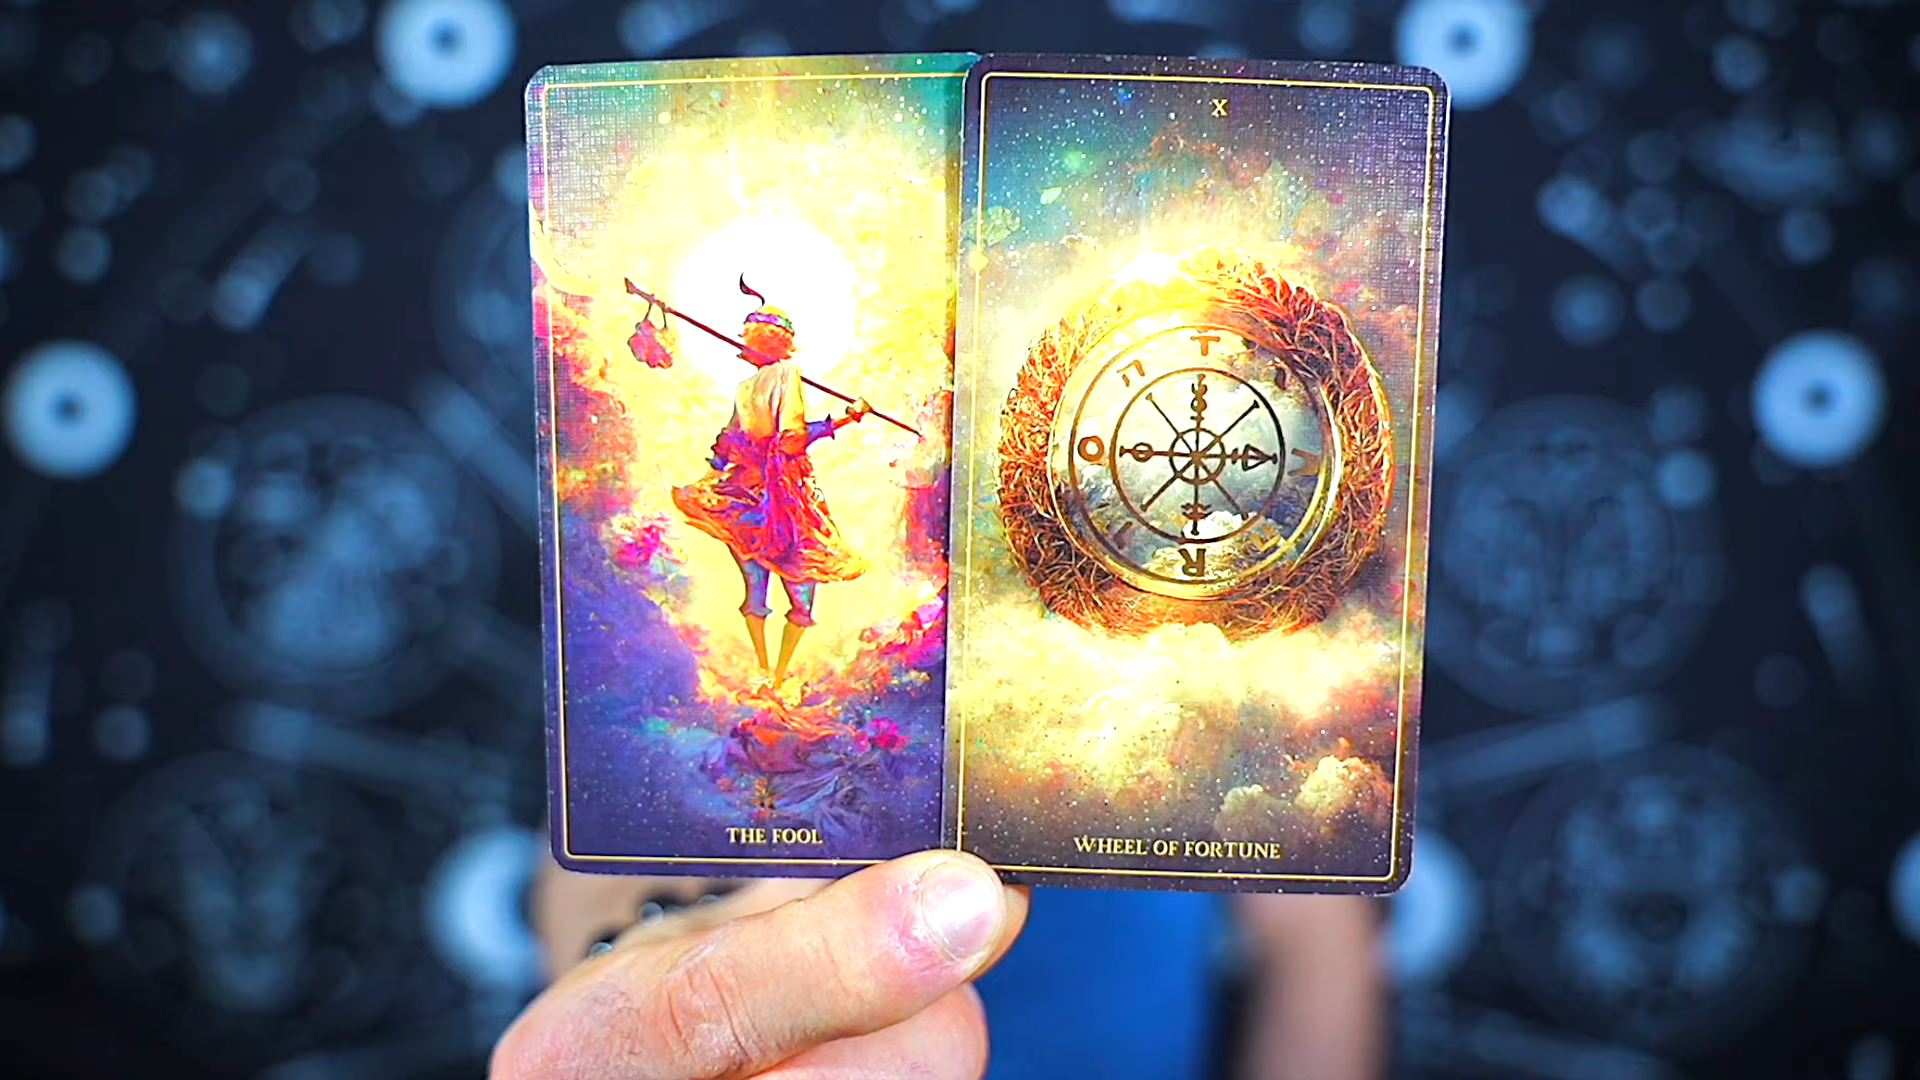 THE FOOL
X
T
O
R
ה
WHEEL OF FORTUNE